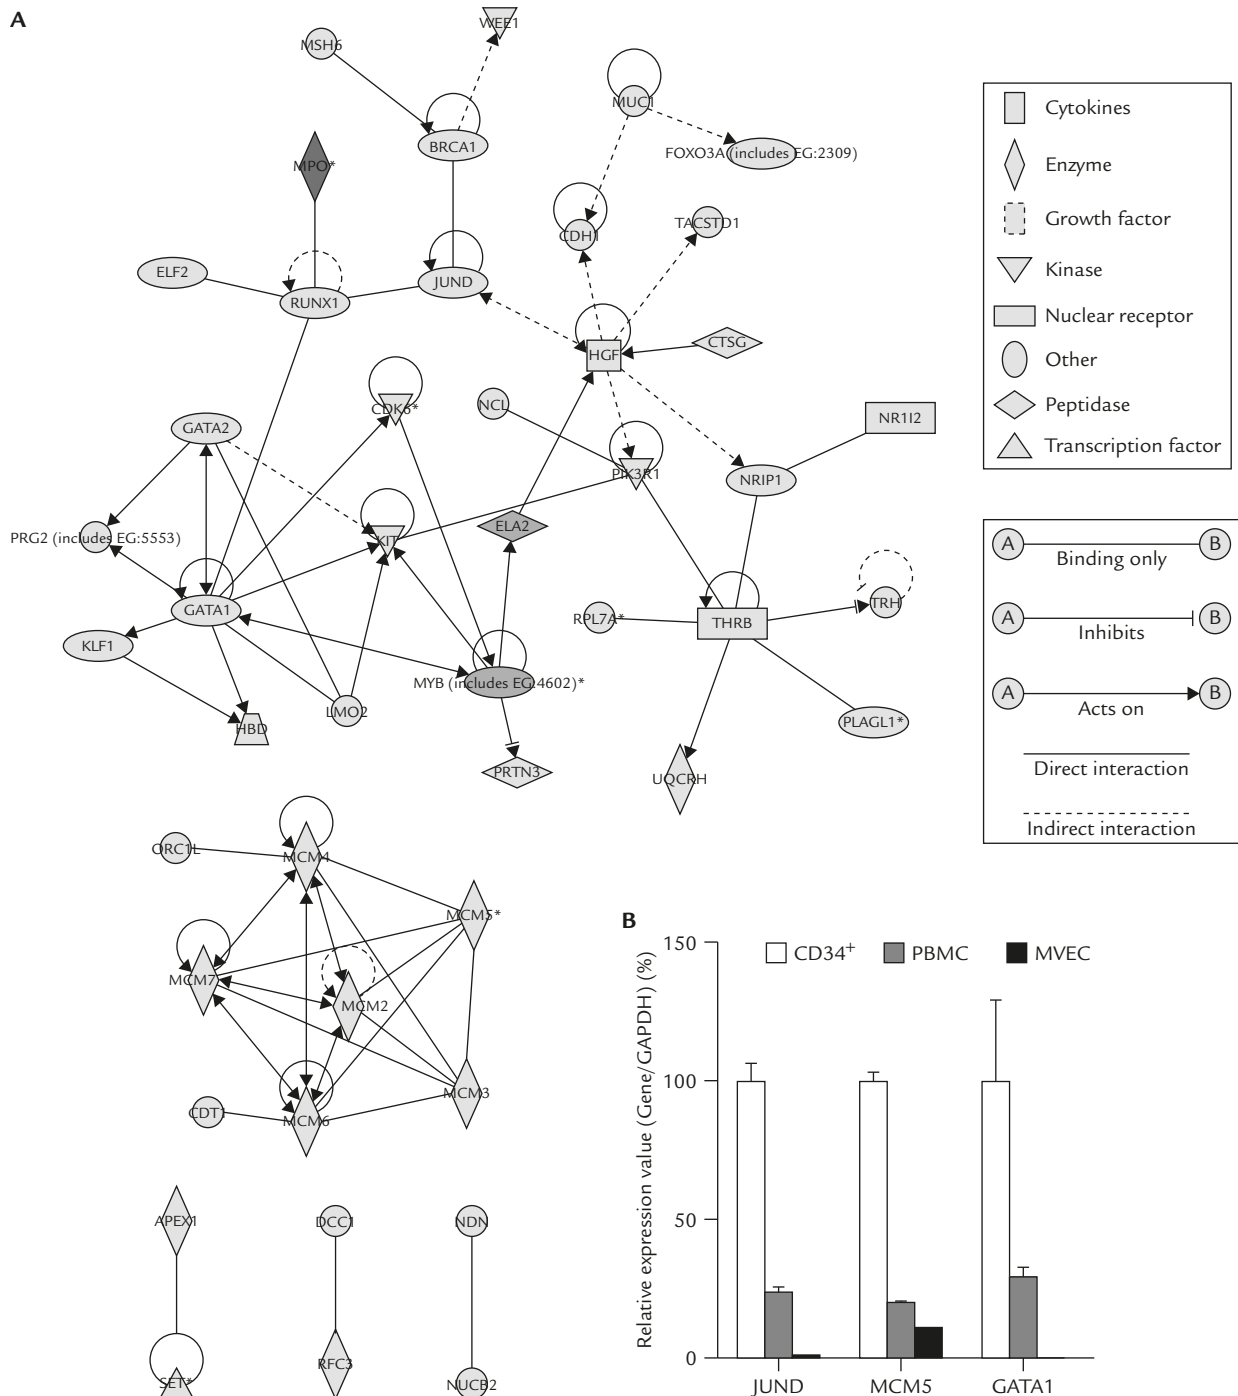 A
WEE1
MSH6
MUC1
BRCA1
FOXO3A (includes EG:2309)
MPO*
CDH1
TACSTD1
ELF2
RUNX1
JUND
HGF
CTSG
CDK6*
NCL
NR1I2
GATA2
PIK3R1
NRIP1
PRG2 (includes EG:5553)
KIT
ELA2
GATA1
TRH
RPL7A*
THRB
KLF1
MYB (includes EG:4602)*
LMO2
HBD
PLAGL1*
PRTN3
UQCRH
Cytokines
Enzyme
Growth factor
Kinase
Nuclear receptor
Other
Peptidase
Transcription factor
A B
Binding only
A B
Inhibits
A B
Acts on
Direct interaction
Indirect interaction
ORC1L
MCM4
MCM5*
MCM7
MCM2
MCM3
CDT1
MCM6
APEX1
DCC1
NDN
SET*
RFC3
NUCB2
B
Relative expression value (Gene/GAPDH) (%)
150
100
50
0
CD34+
PBMC
MVEC
JUND
MCM5
GATA1